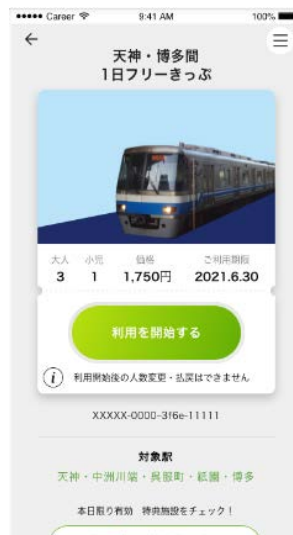 Career 9:41 AM 100%
天神・博多間
1日フリーきっぷ
大人 小児 価格 ご利用期限
3 1 1,750円 2021.6.30
利用を開始する
i 利用開始後の人数変更・払戻はできません
XXXXX-0000-3f6e-11111
対象駅
天神・中洲川端・呉服町・祇園・博多
本日限り有効 特典施設をチェック！